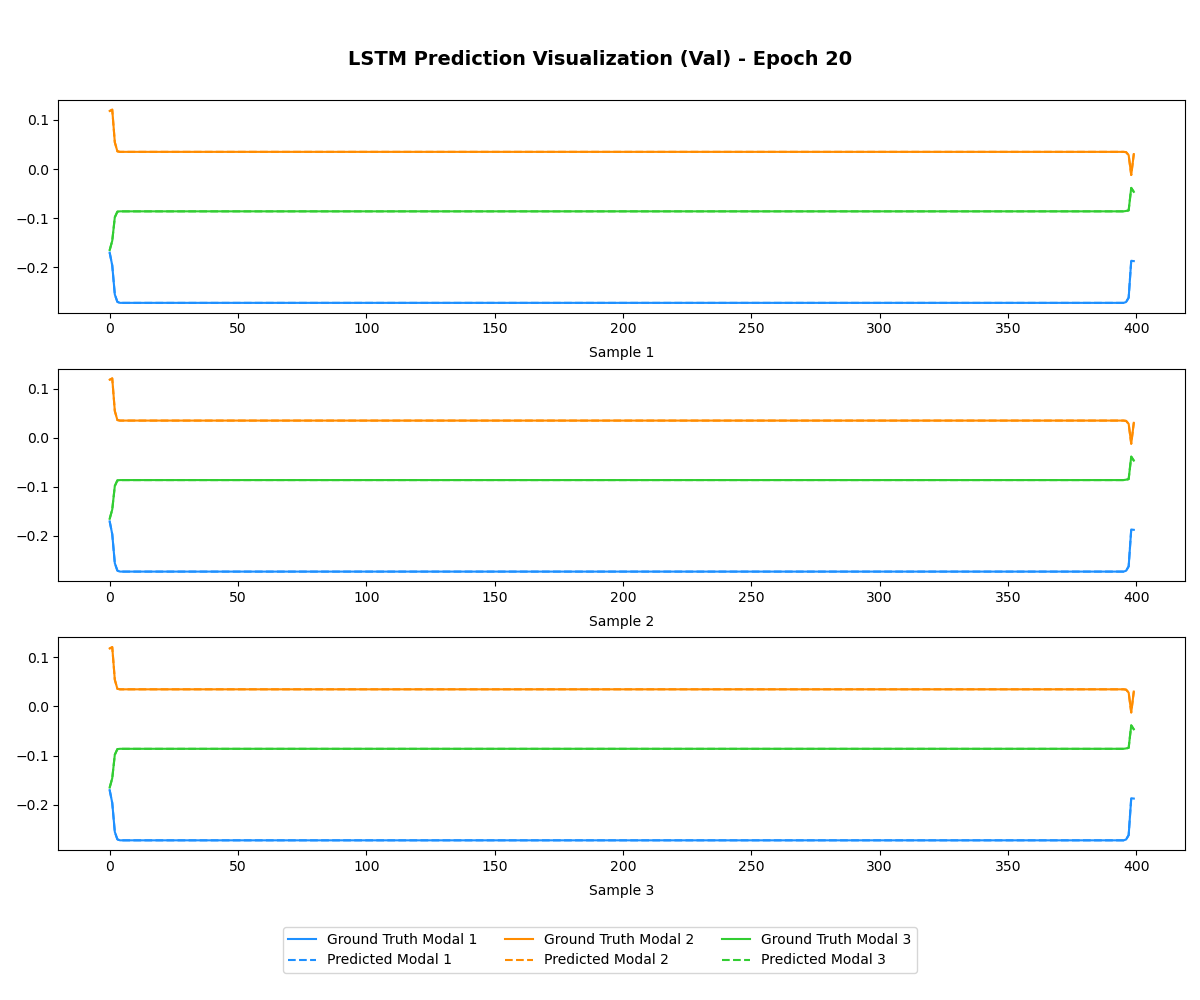 LSTM Prediction Visualization (Val) - Epoch 20
0.1
0.0
−0.1
−0.2
0 50 100 150 200 250 300 350 400
Sample 1
0.1
0.0
−0.1
−0.2
0 50 100 150 200 250 300 350 400
Sample 2
0.1
0.0
−0.1
−0.2
0 50 100 150 200 250 300 350 400
Sample 3
Ground Truth Modal 1 Ground Truth Modal 2 Ground Truth Modal 3
Predicted Modal 1 Predicted Modal 2 Predicted Modal 3